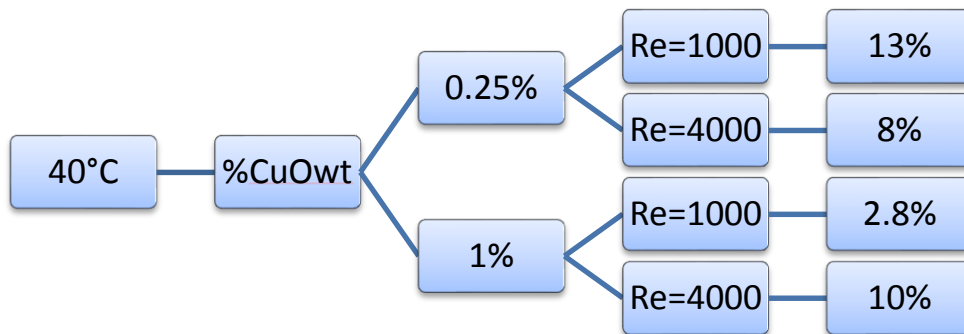 40°C
%CuOwt
0.25%
Re=1000
13%
Re=4000
8%
1%
Re=1000
2.8%
Re=4000
10%